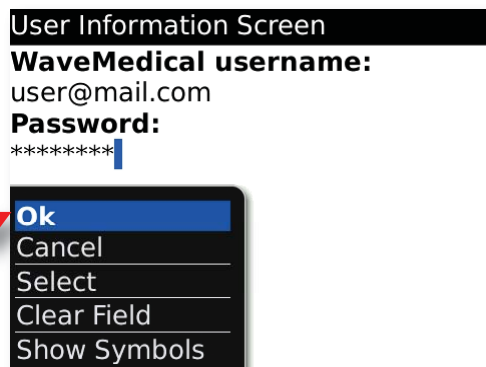 User Information Screen
WaveMedical username:
user@mail.com
Password:
********
Ok
Cancel
Select
Clear Field
Show Symbols